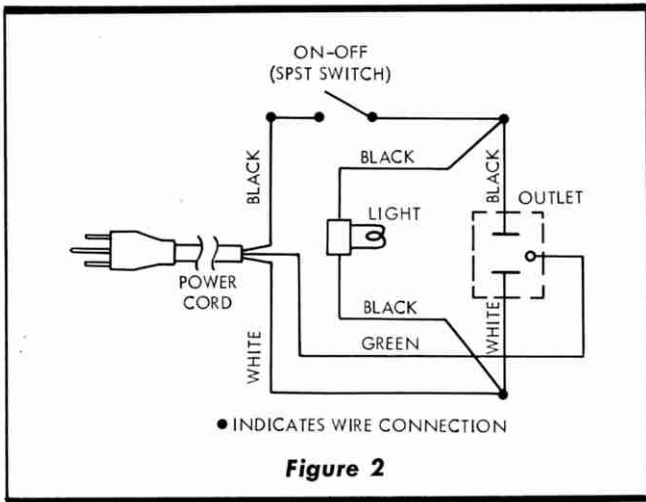 ON-OFF
(SPST SWITCH)
BLACK
BLACK
BLACK
OUTLET
LIGHT
POWER
CORD
BLACK
WHITE
GREEN
WHITE
● INDICATES WIRE CONNECTION
Figure 2